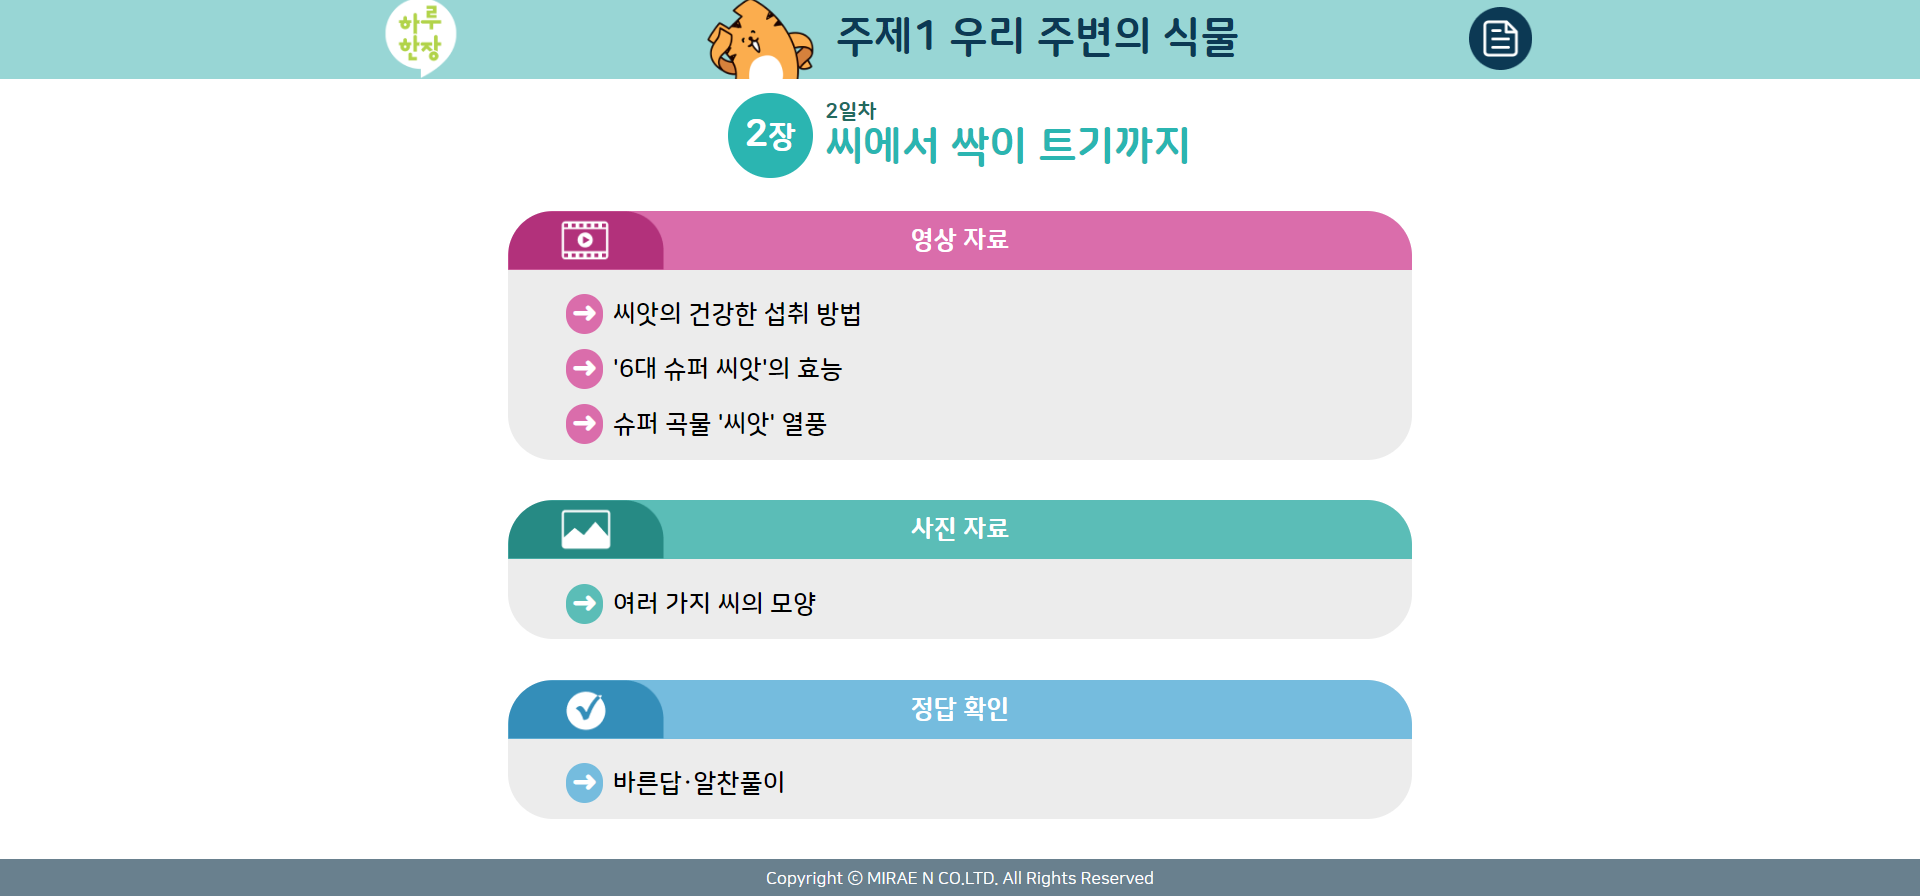 하루
한장
주제1 우리 주변의 식물
2장
2일차
씨에서 싹이 트기까지
영상 자료
씨앗의 건강한 섭취 방법
'6대 슈퍼 씨앗'의 효능
슈퍼 곡물 '씨앗' 열풍
사진 자료
여러 가지 씨의 모양
정답 확인
바른답·알찬풀이
Copyright ⓒ MIRAE N CO.LTD. All Rights Reserved